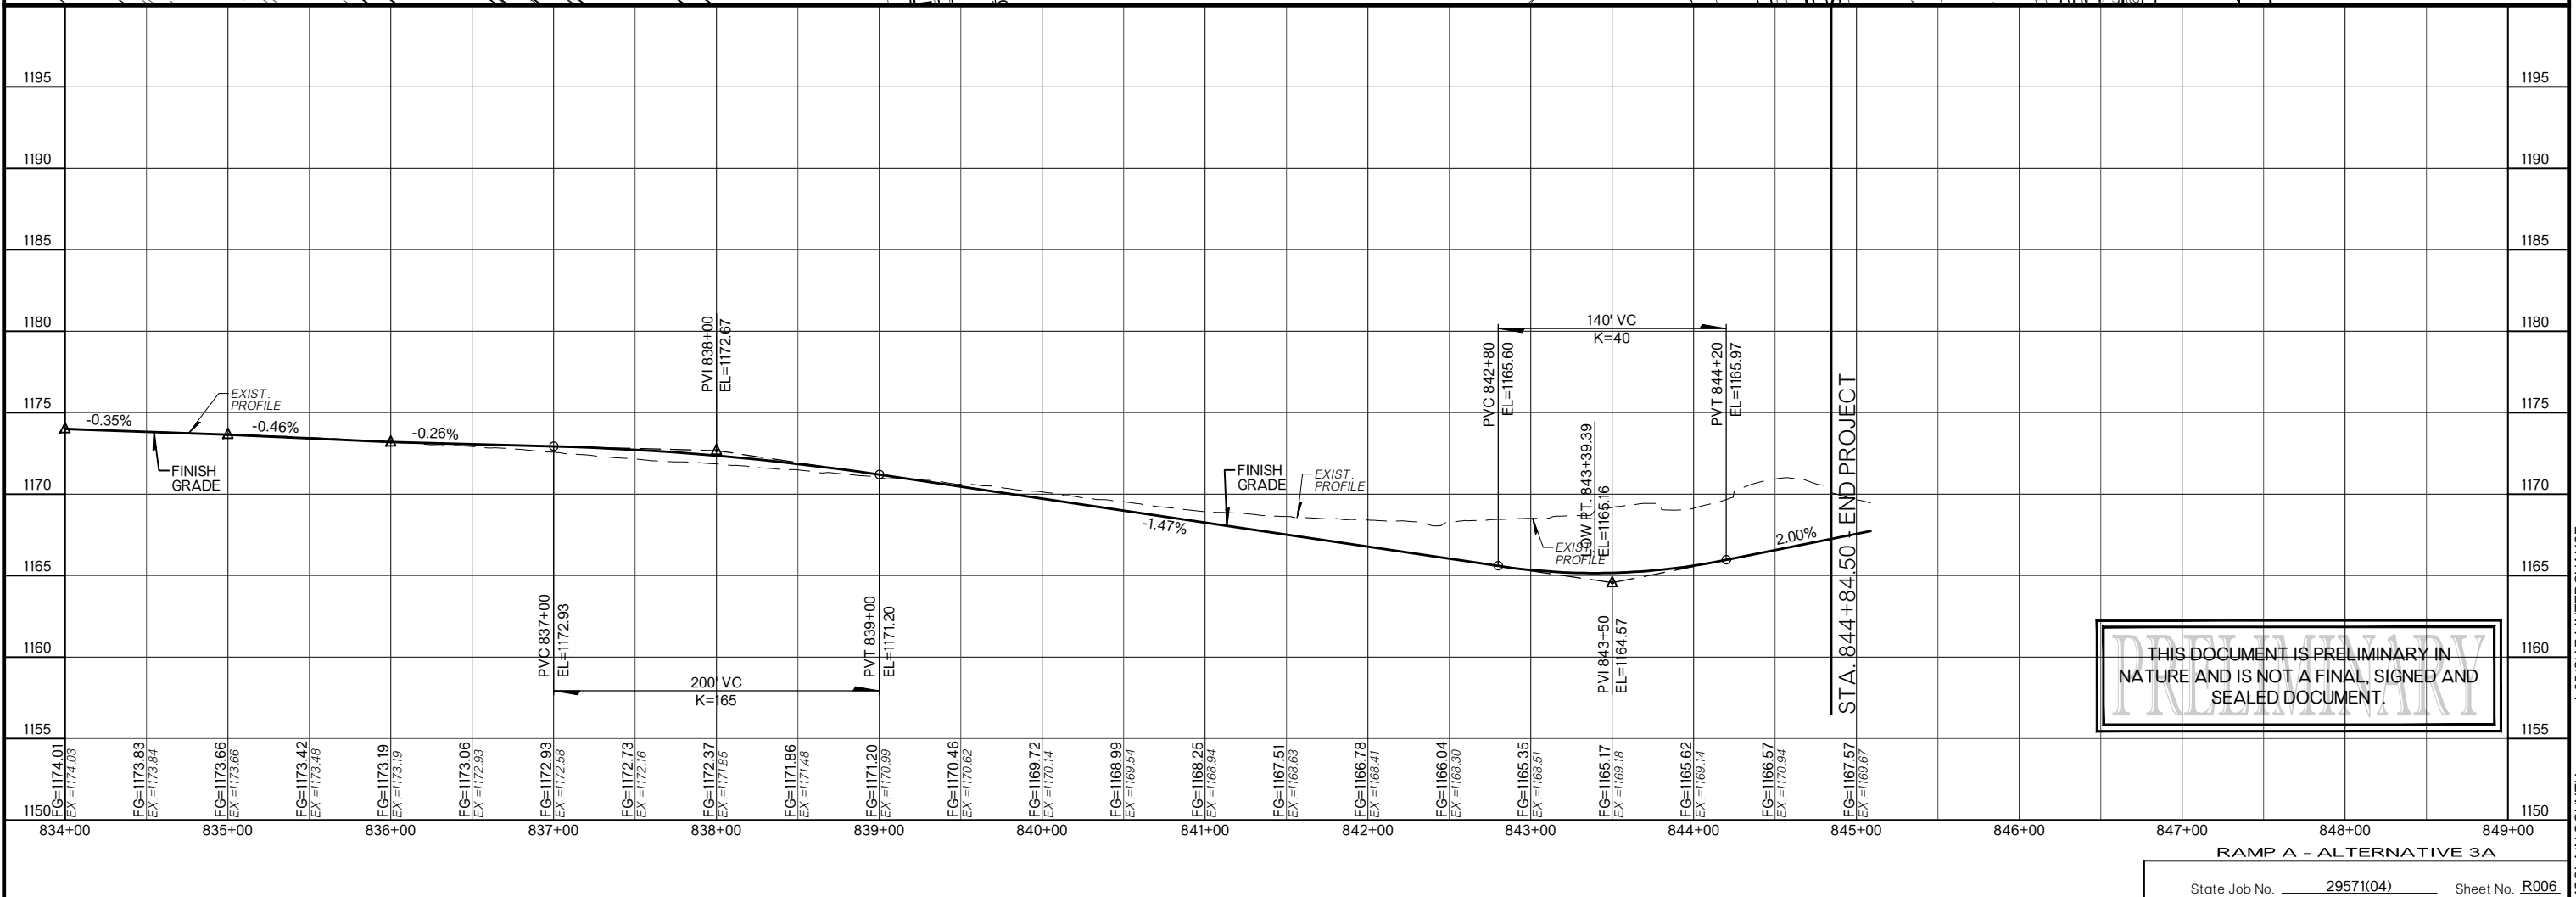 1195
1195
1190
1190
1185
1185
1180
1180
1175
1175
1170
1170
1165
1165
1160
1160
1155
1155
1150
1150
-0.35%
EXIST.
PROFILE
-0.46%
-0.26%
FINISH
GRADE
PVI 838+00
EL=1172.67
PVC 837+00
EL=1172.93
PVT 839+00
EL=1171.20
200' VC
K=165
-1.47%
FINISH
GRADE
EXIST.
PROFILE
140' VC
K=40
PVC 842+80
EL=1165.60
LOW PT. 843+39.39
EL=1165.16
EXIST.
PROFILE
PVT 844+20
EL=1165.97
PVI 843+50
EL=1164.57
2.00%
STA. 844+84.50 - END PROJECT
PRELIMINARY
THIS DOCUMENT IS PRELIMINARY IN
NATURE AND IS NOT A FINAL, SIGNED AND
SEALED DOCUMENT.
FG=1174.01
EX.=1174.03
FG=1173.83
EX.=1173.84
FG=1173.66
EX.=1173.66
FG=1173.42
EX.=1173.48
FG=1173.19
EX.=1173.19
FG=1173.06
EX.=1172.93
FG=1172.93
EX.=1172.58
FG=1172.73
EX.=1172.16
FG=1172.37
EX.=1171.85
FG=1171.86
EX.=1171.48
FG=1171.20
EX.=1170.99
FG=1170.46
EX.=1170.62
FG=1169.72
EX.=1170.14
FG=1168.99
EX.=1169.54
FG=1168.25
EX.=1168.94
FG=1167.51
EX.=1168.63
FG=1166.78
EX.=1168.41
FG=1166.04
EX.=1168.30
FG=1165.35
EX.=1168.51
FG=1165.17
EX.=1169.18
FG=1165.62
EX.=1169.14
FG=1166.57
EX.=1170.94
FG=1167.57
EX.=1169.67
834+00
835+00
836+00
837+00
838+00
839+00
840+00
841+00
842+00
843+00
844+00
845+00
846+00
847+00
848+00
849+00
RAMP A - ALTERNATIVE 3A
State Job No. 29571(04) Sheet No. R006